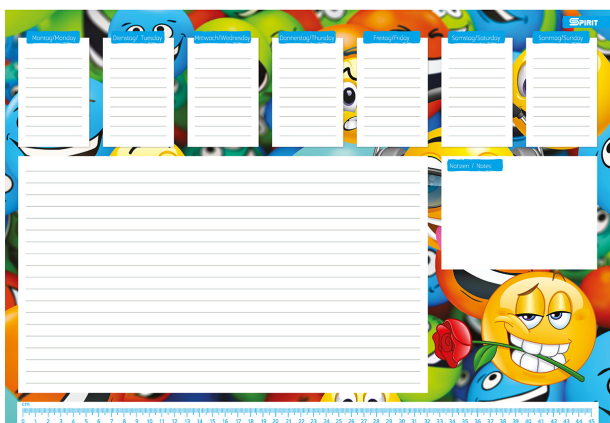 SPIRIT
Montag/Monday
Dienstag/ Tuesday
Mittwoch/Wednesday
Donnerstag/Thursday
Freitag/Friday
Samstag/Saturday
Sonntag/Sunday
Notizen / Notes
cm
0 1 2 3 4 5 6 7 8 9 10 11 12 13 14 15 16 17 18 19 20 21 22 23 24 25 26 27 28 29 30 31 32 33 34 35 36 37 38 39 40 41 42 43 44 45